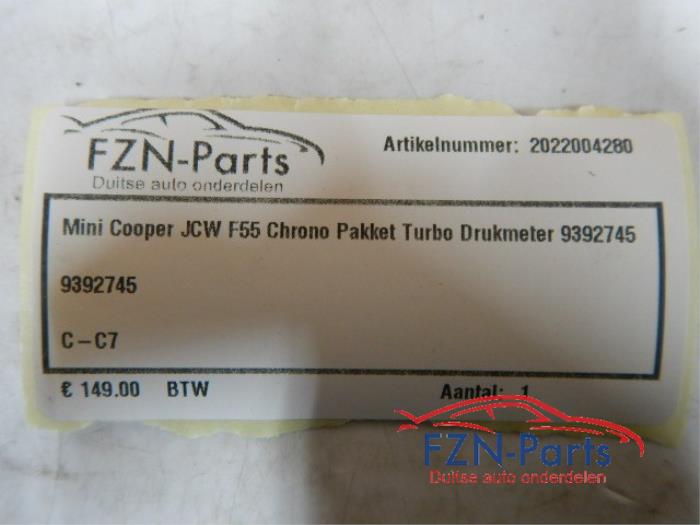 FZN-Parts
Duitse auto onderdelen
Artikelnummer: 2022004280
Mini Cooper JCW F55 Chrono Pakket Turbo Drukmeter 9392745
9392745
C-C7
€ 149.00 BTW
Aantal: 1
FZN-Parts
Duitse auto onderdelen